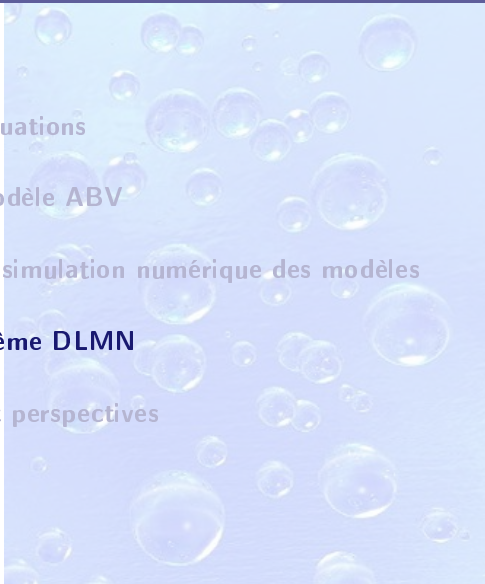 uations
odèle ABV
simulation numérique des modèles
ème DLMN
perspectives